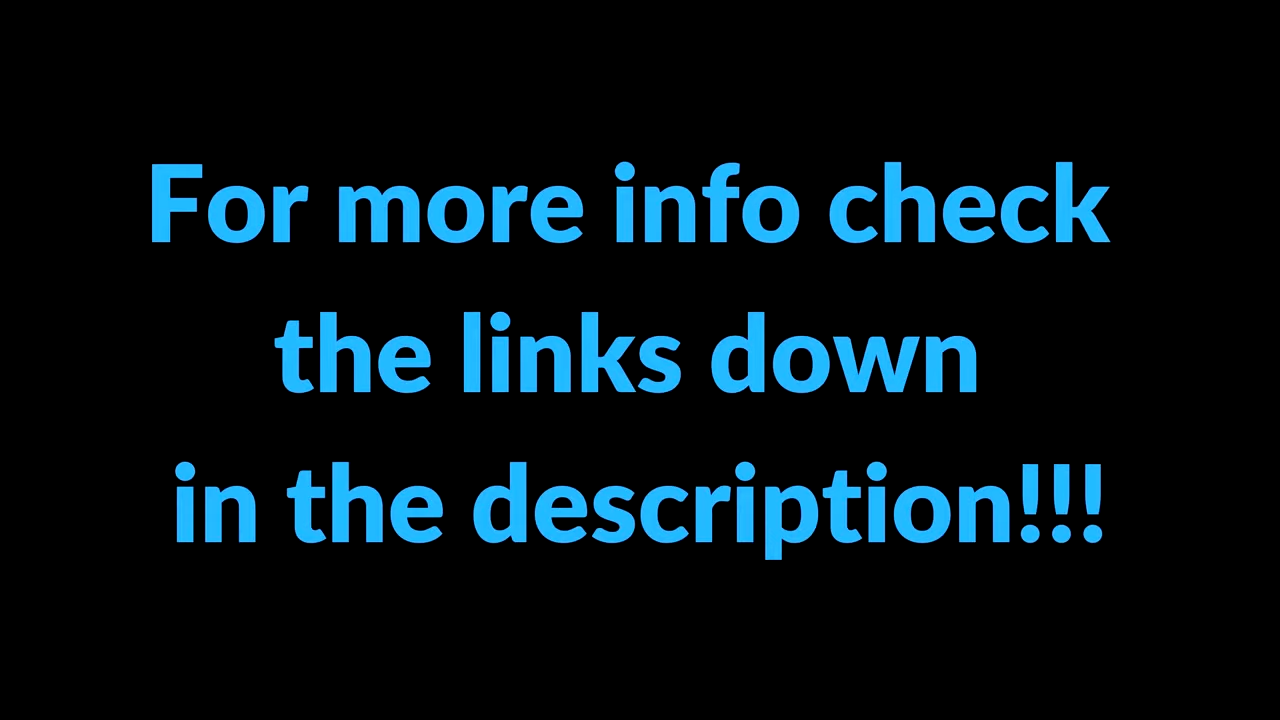 For more info check
the links down
in the description!!!